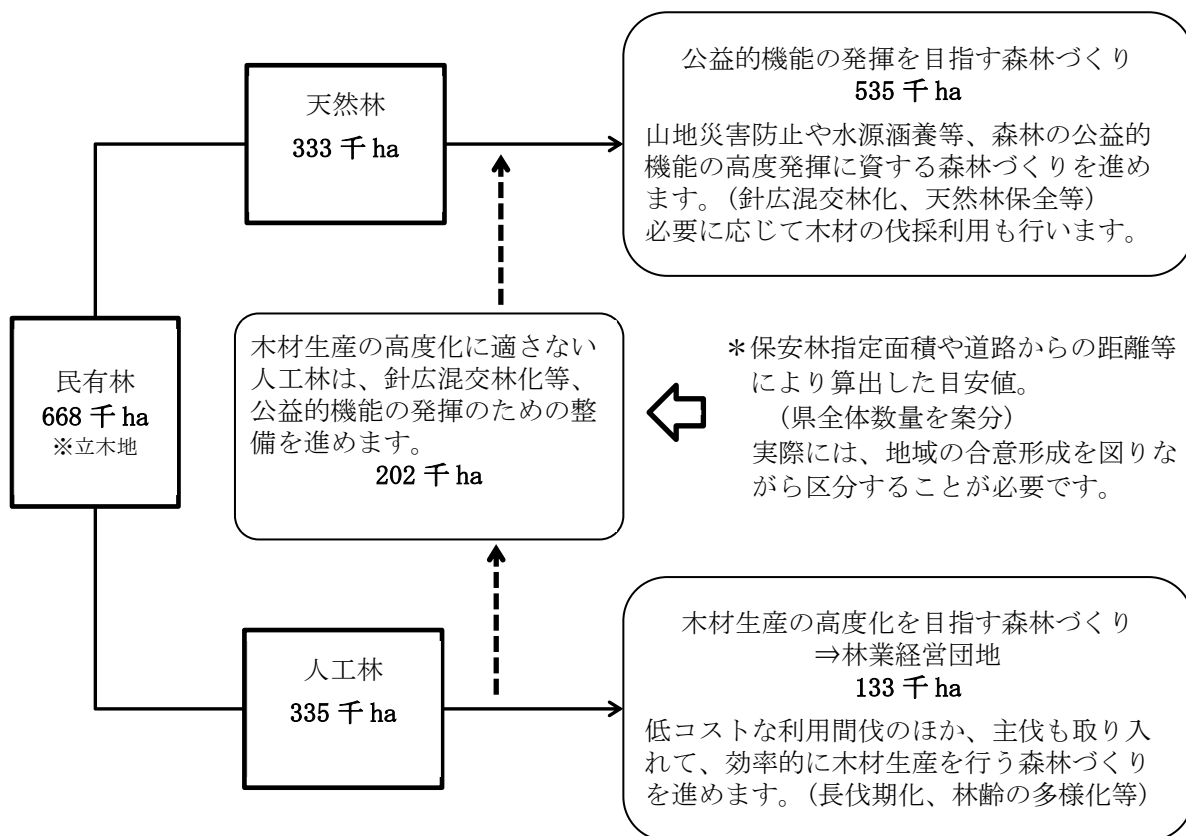 公益的機能の発揮を目指す森林づくり
535 千 ha
山地災害防止や水源涵養等、森林の公益的
機能の高度発揮に資する森林づくりを進め
ます。(針広混交林化、天然林保全等)
必要に応じて木材の伐採利用も行います。
天然林
333 千 ha
民有林
668 千 ha
※立木地
木材生産の高度化に適さない
人工林は、針広混交林化等、
公益的機能の発揮のための整
備を進めます。
202 千 ha
＊保安林指定面積や道路からの距離等
により算出した目安値。
(県全体数量を案分)
実際には、地域の合意形成を図りな
がら区分することが必要です。
人工林
335 千 ha
木材生産の高度化を目指す森林づくり
⇒林業経営団地
133 千 ha
低コストな利用間伐のほか、主伐も取り入
れて、効率的に木材生産を行う森林づくり
を進めます。(長伐期化、林齢の多様化等)